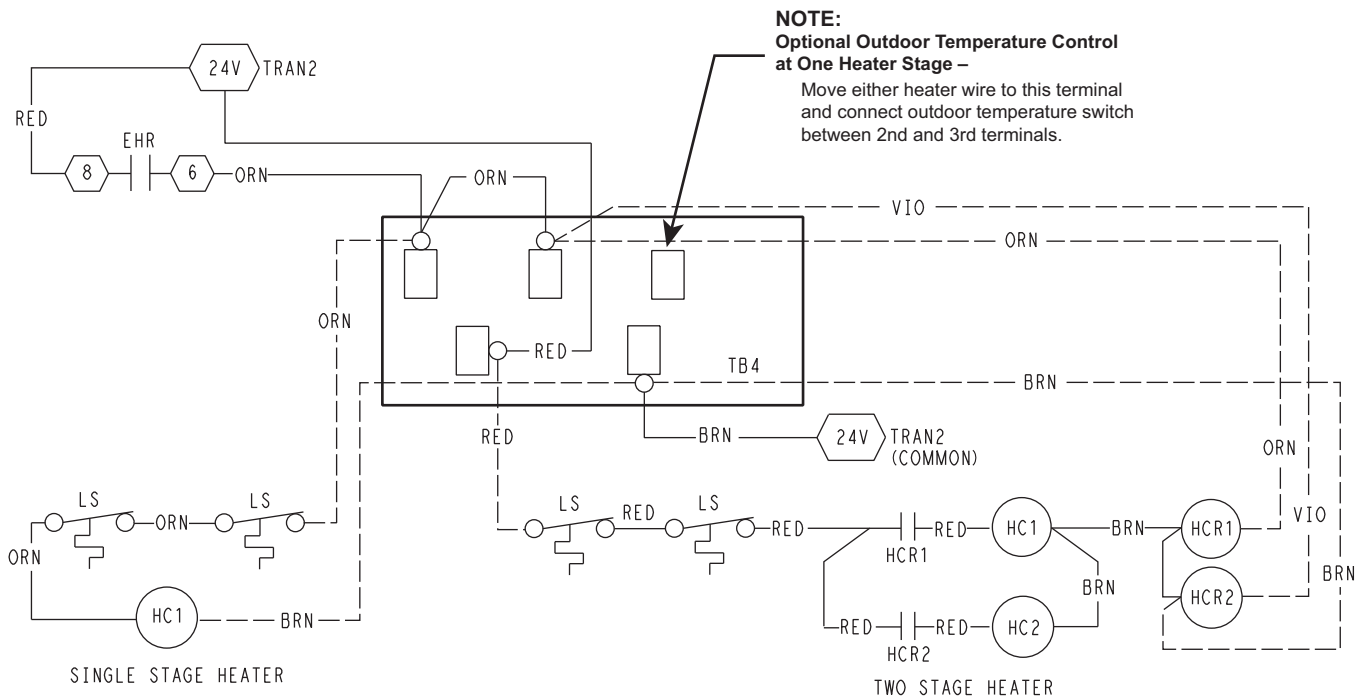 NOTE:
Optional Outdoor Temperature Control
at One Heater Stage –
Move either heater wire to this terminal
and connect outdoor temperature switch
between 2nd and 3rd terminals.
24V
TRAN2
RED
EHR
8
6
ORN
ORN
VIO
ORN
ORN
RED
TB4
BRN
RED
BRN
24V
TRAN2
(COMMON)
ORN
LS
LS
ORN
LS
RED
LS
RED
HCR1
RED
HC1
BRN
HCR1
VIO
ORN
BRN
BRN
HCR2
HC1
BRN
RED
HCR2
RED
HC2
SINGLE STAGE HEATER
TWO STAGE HEATER